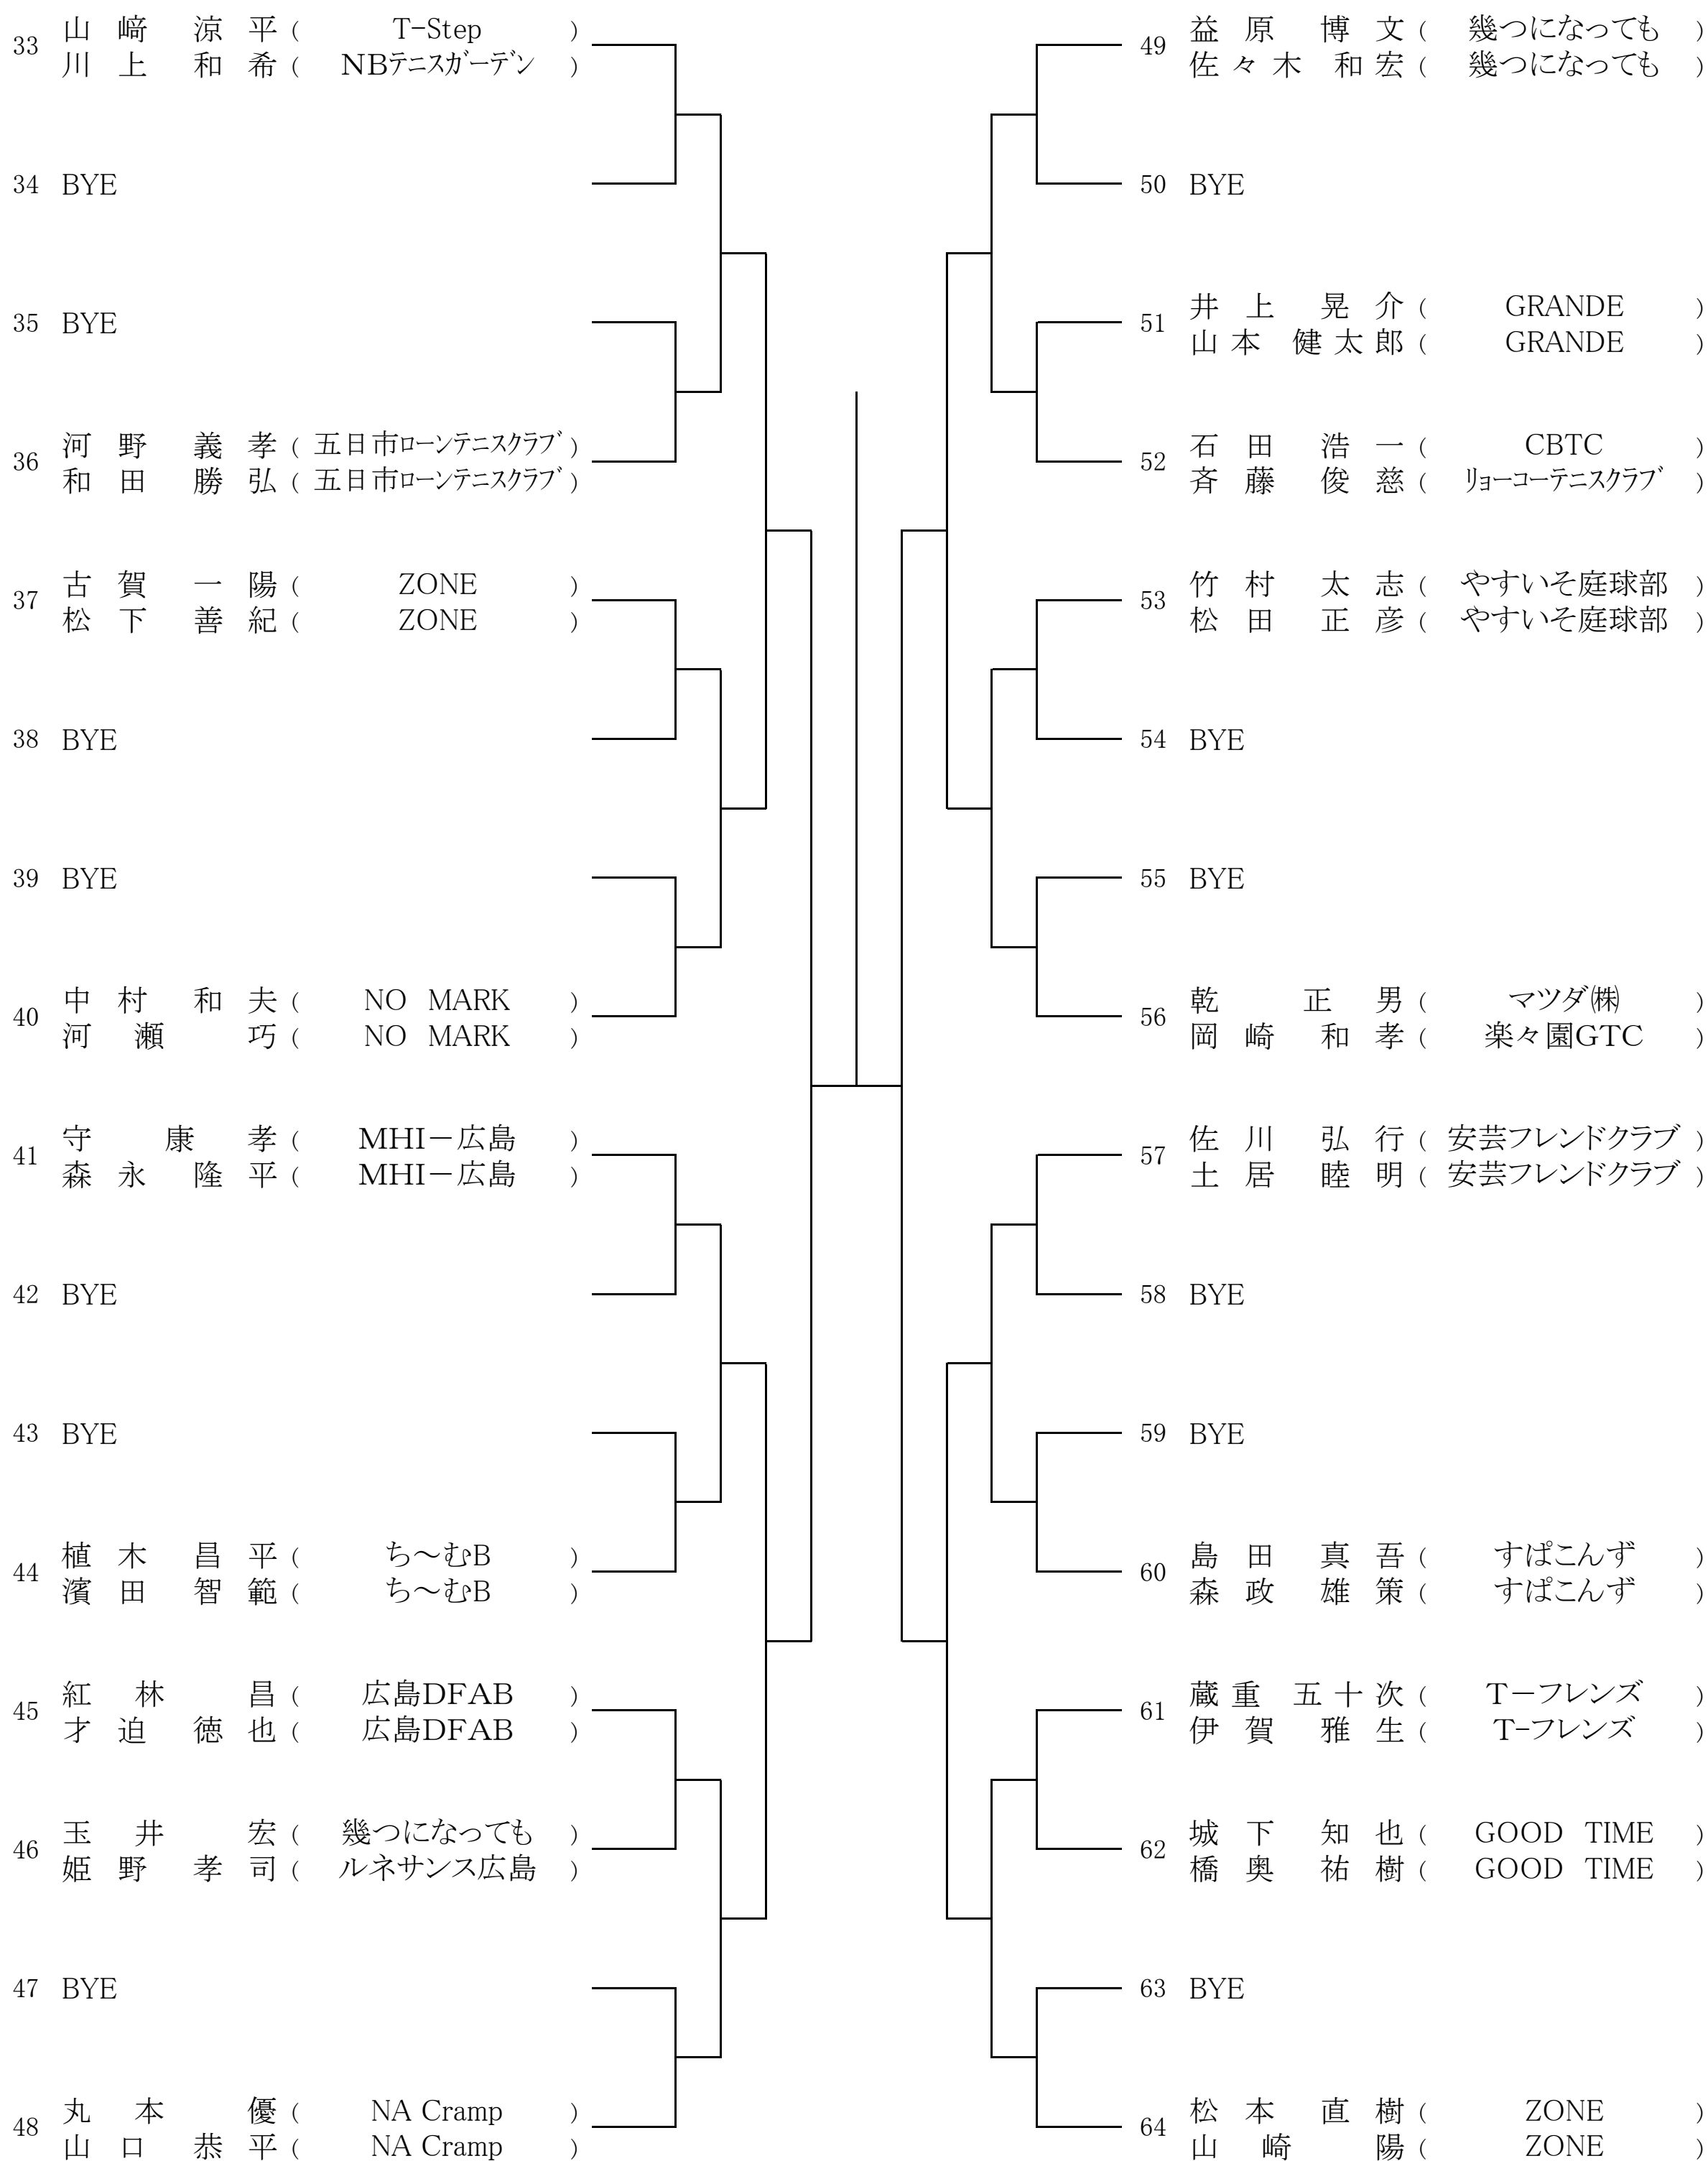 33 山﨑 涼平 ( T-Step )
川上 和希 ( NBテニスガーデン )
34 BYE
35 BYE
36 河野 義孝 ( 五日市ローンテニスクラブ )
和田 勝弘 ( 五日市ローンテニスクラブ )
37 古賀 一陽 ( ZONE )
松下 善紀 ( ZONE )
38 BYE
39 BYE
40 中村 和夫 ( NO MARK )
河瀬 巧 ( NO MARK )
41 守 康孝 ( MHI－広島 )
森永 隆平 ( MHI－広島 )
42 BYE
43 BYE
44 植木 昌平 ( ち～むB )
濱田 智範 ( ち～むB )
45 紅林 昌 ( 広島DFAB )
才迫 徳也 ( 広島DFAB )
46 玉井 宏 ( 幾つになっても )
姫野 孝司 ( ルネサンス広島 )
47 BYE
48 丸本 優 ( NA Cramp )
山口 恭平 ( NA Cramp )
49 益原 博文 ( 幾つになっても )
佐々木 和宏 ( 幾つになっても )
50 BYE
51 井上 晃介 ( GRANDE )
山本 健太郎 ( GRANDE )
52 石田 浩一 ( CBTC )
斉藤 俊慈 ( リョーコーテニスクラブ )
53 竹村 太志 ( やすいそ庭球部 )
松田 正彦 ( やすいそ庭球部 )
54 BYE
55 BYE
56 乾 正男 ( マツダ㈱ )
岡崎 和孝 ( 楽々園GTC )
57 佐川 弘行 ( 安芸フレンドクラブ )
土居 睦明 ( 安芸フレンドクラブ )
58 BYE
59 BYE
60 島田 真吾 ( すぱこんず )
森政 雄策 ( すぱこんず )
61 蔵重 五十次 ( T－フレンズ )
伊賀 雅生 ( T-フレンズ )
62 城下 知也 ( GOOD TIME )
橋奥 祐樹 ( GOOD TIME )
63 BYE
64 松本 直樹 ( ZONE )
山崎 陽 ( ZONE )